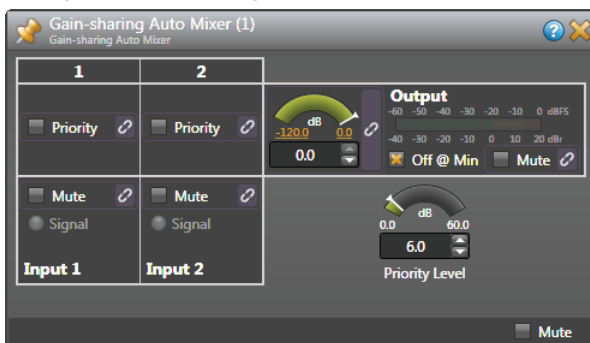 Gain-sharing Auto Mixer (1)
Gain-sharing Auto Mixer
1 2
Priority Priority
dB
-120.0 0.0
0.0
Output
-60 -50 -40 -30 -20 -10 0 dBFS
-40 -30 -20 -10 0 10 20 dBr
Off @ Min Mute
Mute Mute
Signal Signal
Input 1 Input 2
dB
0.0 60.0
6.0
Priority Level
Mute